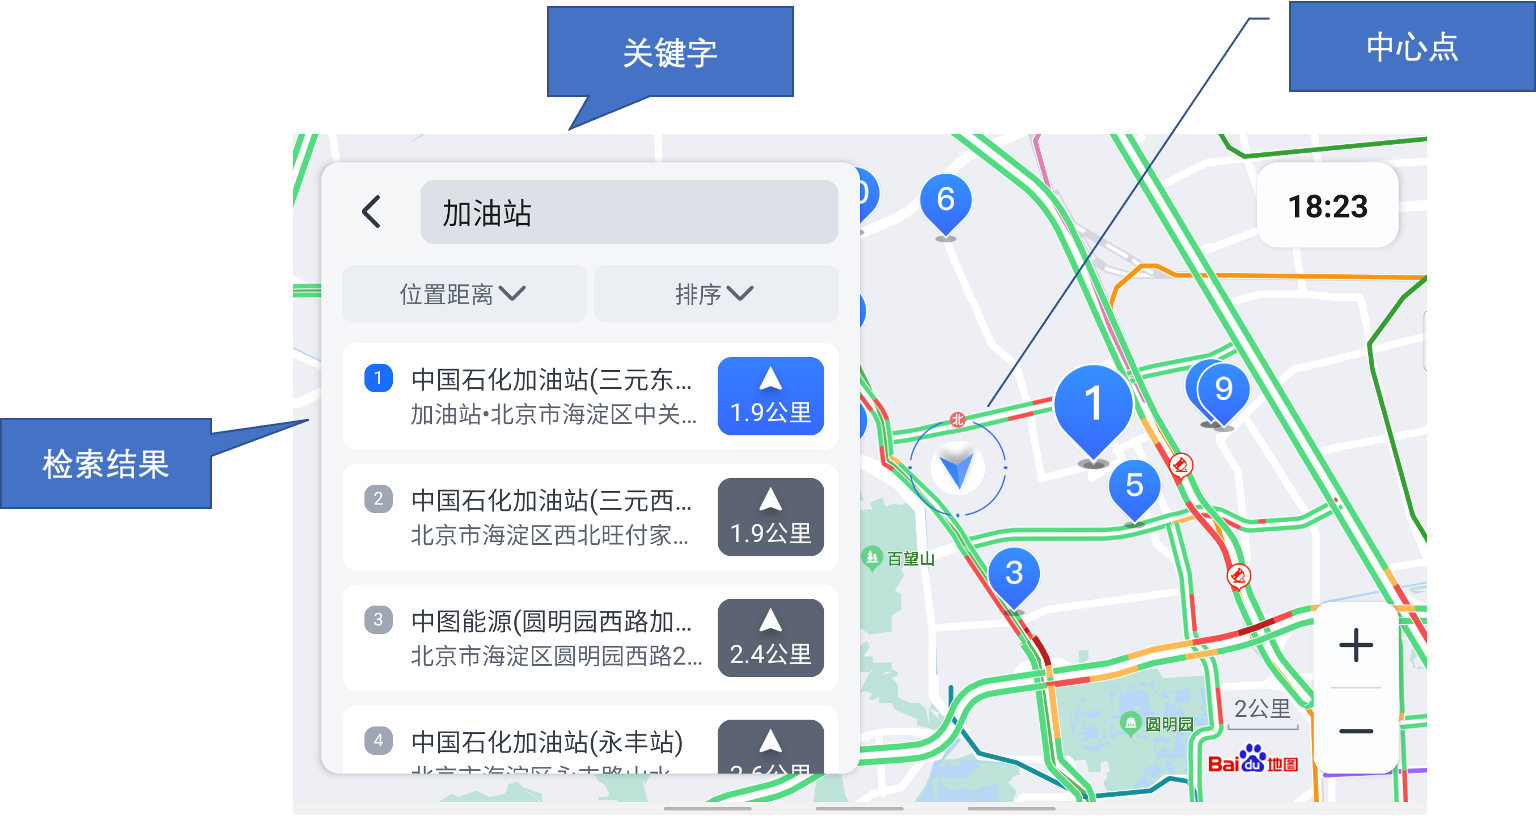 关键字
中心点
检索结果
加油站
位置距离
排序
1
中国石化加油站(三元东...
加油站•北京市海淀区中关...
1.9公里
2
中国石化加油站(三元西...
北京市海淀区西北旺付家...
1.9公里
3
中图能源(圆明园西路加...
北京市海淀区圆明园西路2...
2.4公里
4
中国石化加油站(永丰站)
0
6
18:23
北
1
9
5
3
百望山
圆明园
2公里
Bai du 地图